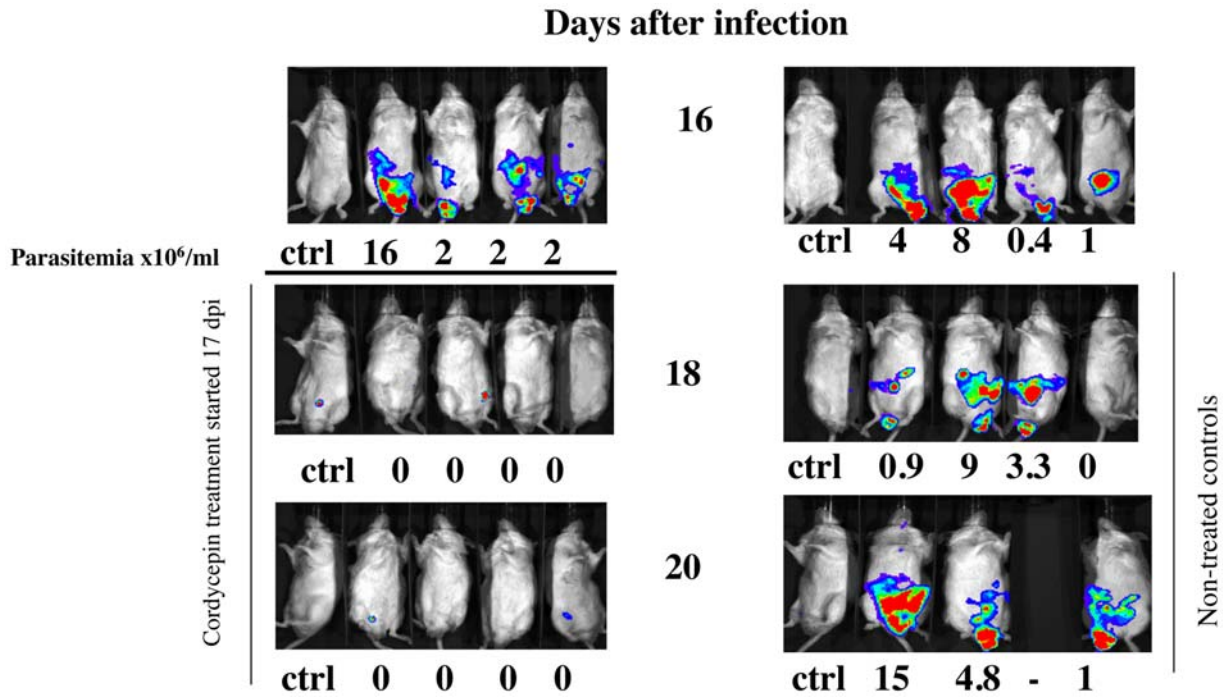 Days after infection
16
Parasitemia x10⁶/ml
ctrl 16 2 2 2
ctrl 4 8 0.4 1
Cordycepin treatment started 17 dpi
18
Non-treated controls
ctrl 0 0 0 0
ctrl 0.9 9 3.3 0
20
ctrl 0 0 0 0
ctrl 15 4.8 - 1